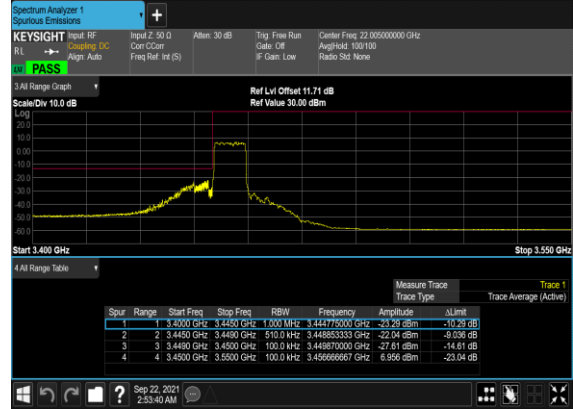 Spectrum Analyzer 1
Spurious Emissions
KEYSIGHT Input: RF Input Z: 50 Ω Atten: 30 dB Trig: Free Run Center Freq: 22.005000000 GHz
RL Coupling: DC Corr CCorr Gate: Off Avg|Hold: 100/100
Align: Auto Freq Ref: Int (S) IF Gain: Low Radio Std: None
PASS
3 All Range Graph
Ref Lvl Offset 11.71 dB
Scale/Div 10.0 dB Ref Value 30.00 dBm
Log
20.0
10.0
0.00
-10.0
-20.0
-30.0
-40.0
-50.0
-60.0
Start 3.400 GHz Stop 3.550 GHz
4 All Range Table
Measure Trace Trace 1
Trace Type Trace Average (Active)
Spur Range Start Freq Stop Freq RBW Frequency Amplitude ΔLimit
1 1 3.4000 GHz 3.4450 GHz 1.000 MHz 3.444775000 GHz -23.29 dBm -10.29 dB
2 2 3.4450 GHz 3.4490 GHz 510.0 kHz 3.448853333 GHz -22.04 dBm -9.036 dB
3 3 3.4490 GHz 3.4500 GHz 100.0 kHz 3.449870000 GHz -27.61 dBm -14.61 dB
4 4 3.4500 GHz 3.5500 GHz 100.0 kHz 3.456666667 GHz 6.956 dBm -23.04 dB
? Sep 22, 2021
2:53:40 AM